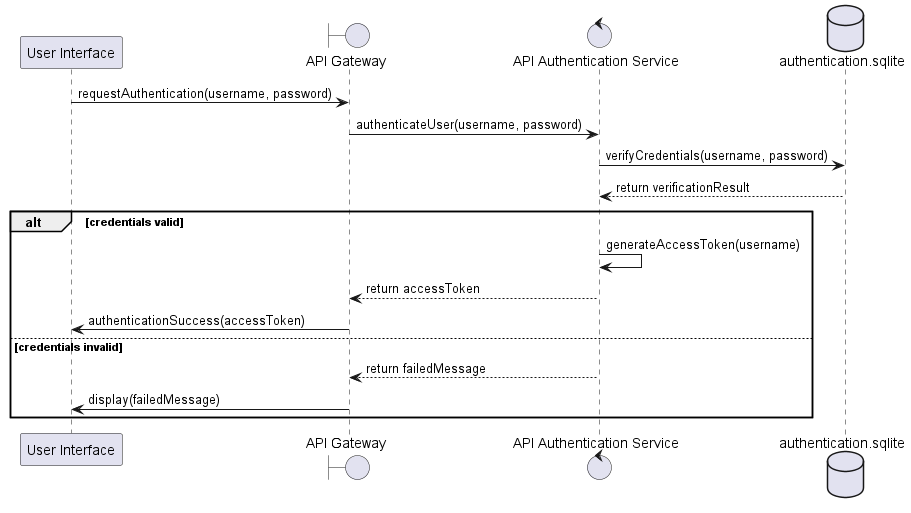 User Interface
API Gateway
API Authentication Service
authentication.sqlite
requestAuthentication(username, password)
authenticateUser(username, password)
verifyCredentials(username, password)
return verificationResult
alt
[credentials valid]
generateAccessToken(username)
return accessToken
authenticationSuccess(accessToken)
[credentials invalid]
return failedMessage
display(failedMessage)
User Interface
API Gateway
API Authentication Service
authentication.sqlite